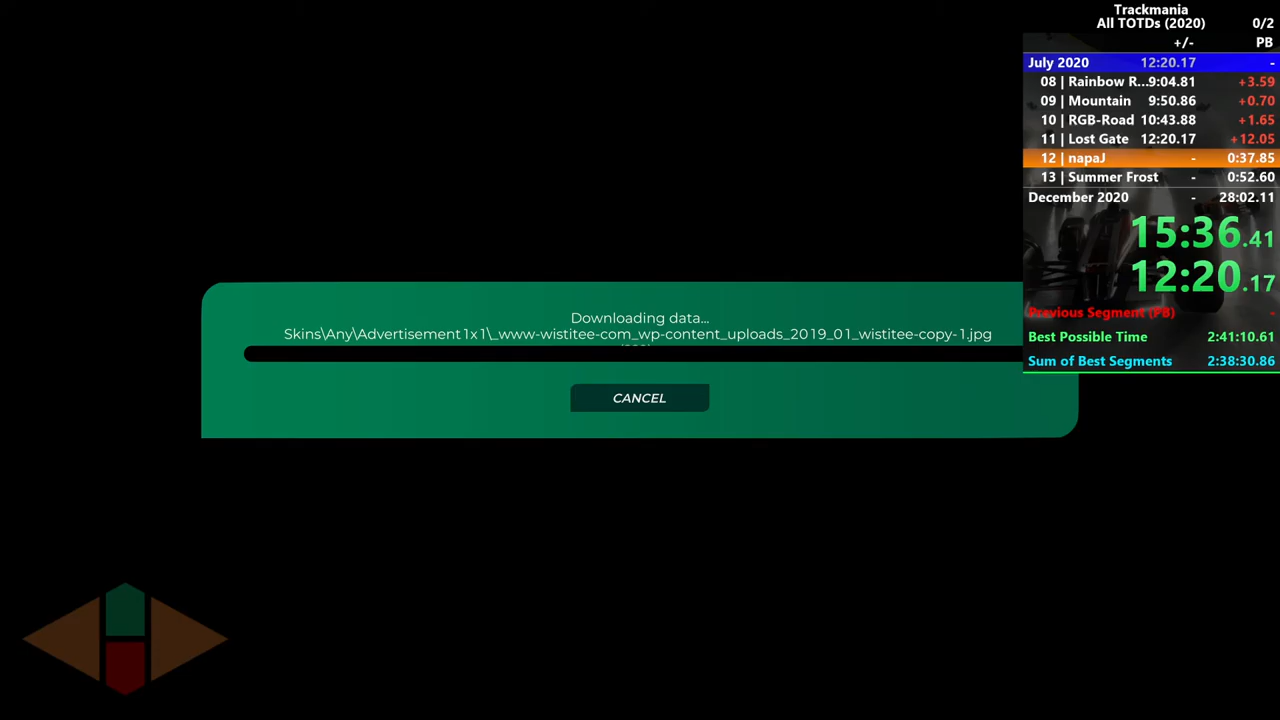 Trackmania
All TOTDs (2020) 0/2
+/- PB
July 2020 12:20.17 -
08 | Rainbow R... 9:04.81 +3.59
09 | Mountain 9:50.86 +0.70
10 | RGB-Road 10:43.88 +1.65
11 | Lost Gate 12:20.17 +12.05
12 | napaJ - 0:37.85
13 | Summer Frost - 0:52.60
December 2020 - 28:02.11
15:36.41
12:20.17
Previous Segment (PB) -
Best Possible Time 2:41:10.61
Sum of Best Segments 2:38:30.86
Downloading data...
Skins\Any\Advertisement1x1\_www-wistitee-com_wp-content_uploads_2019_01_wistitee-copy-1.jpg
CANCEL